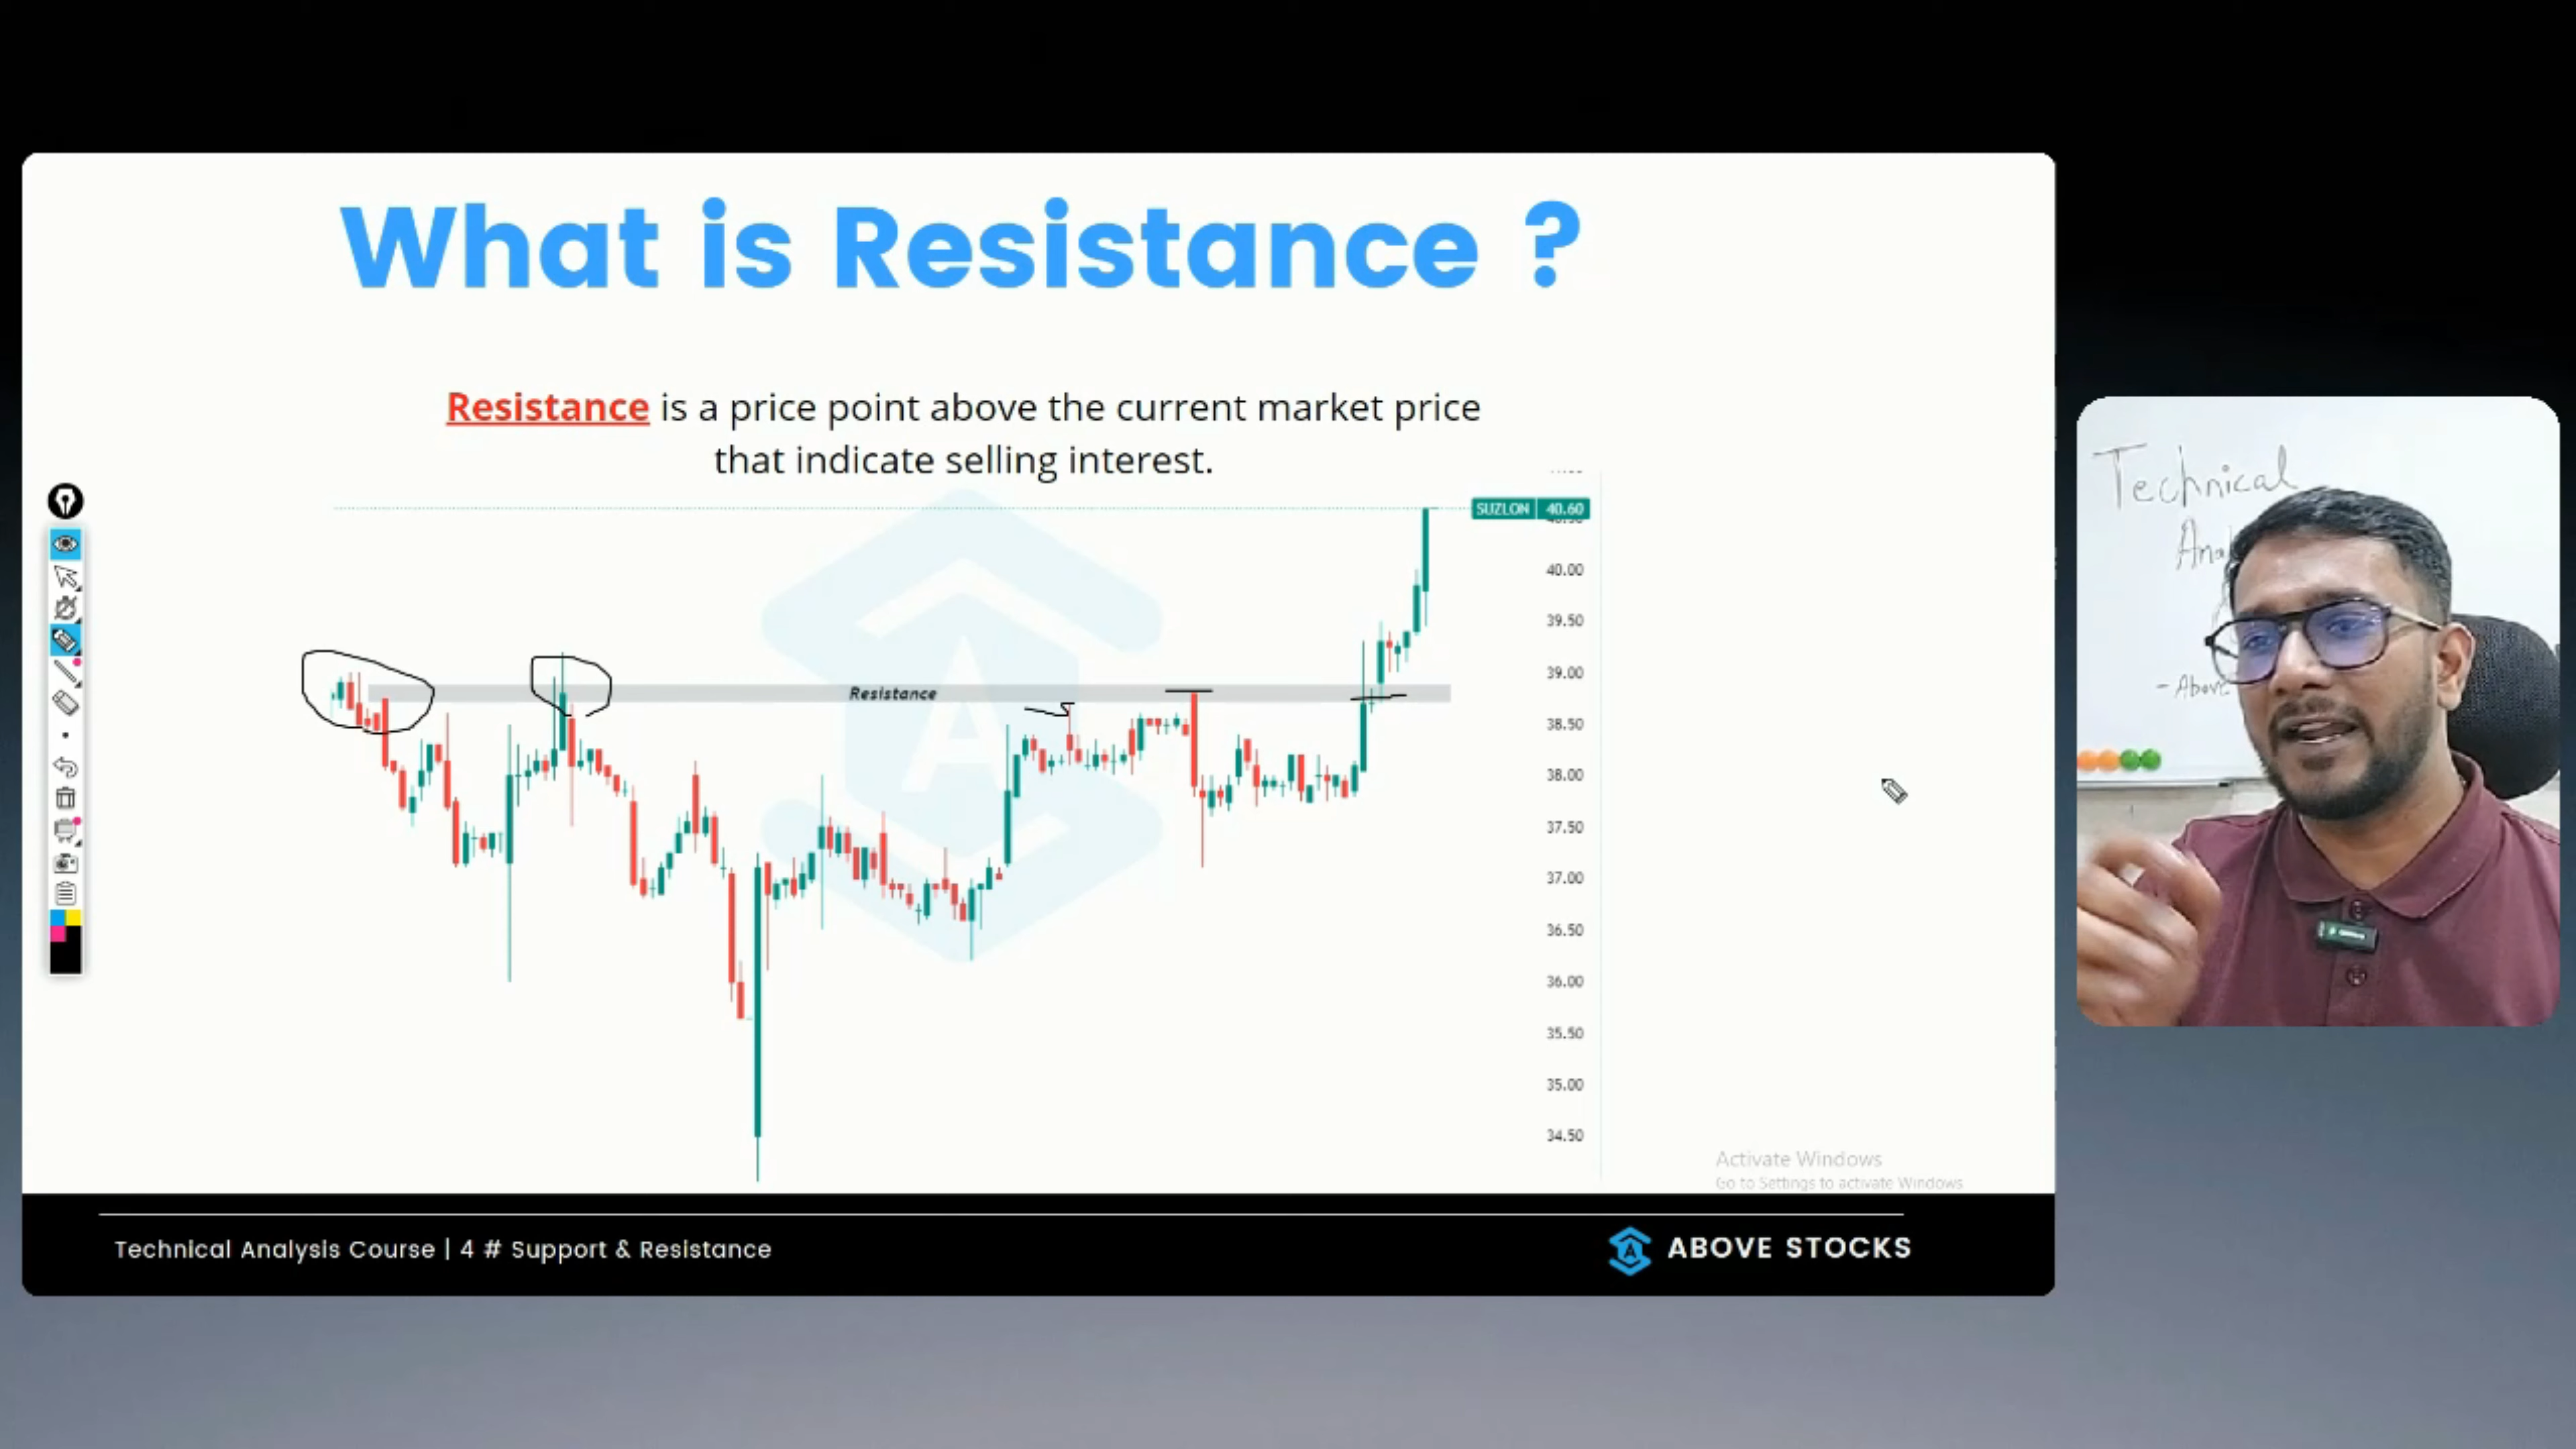 What is Resistance ?
Resistance is a price point above the current market price
that indicate selling interest.
SUZLON 40.60
40.00
39.50
39.00
38.50
38.00
37.50
37.00
36.50
36.00
35.50
35.00
34.50
Resistance
Technical
- Above
Activate Windows
Go to Settings to activate Windows
Technical Analysis Course | 4 # Support & Resistance
ABOVE STOCKS